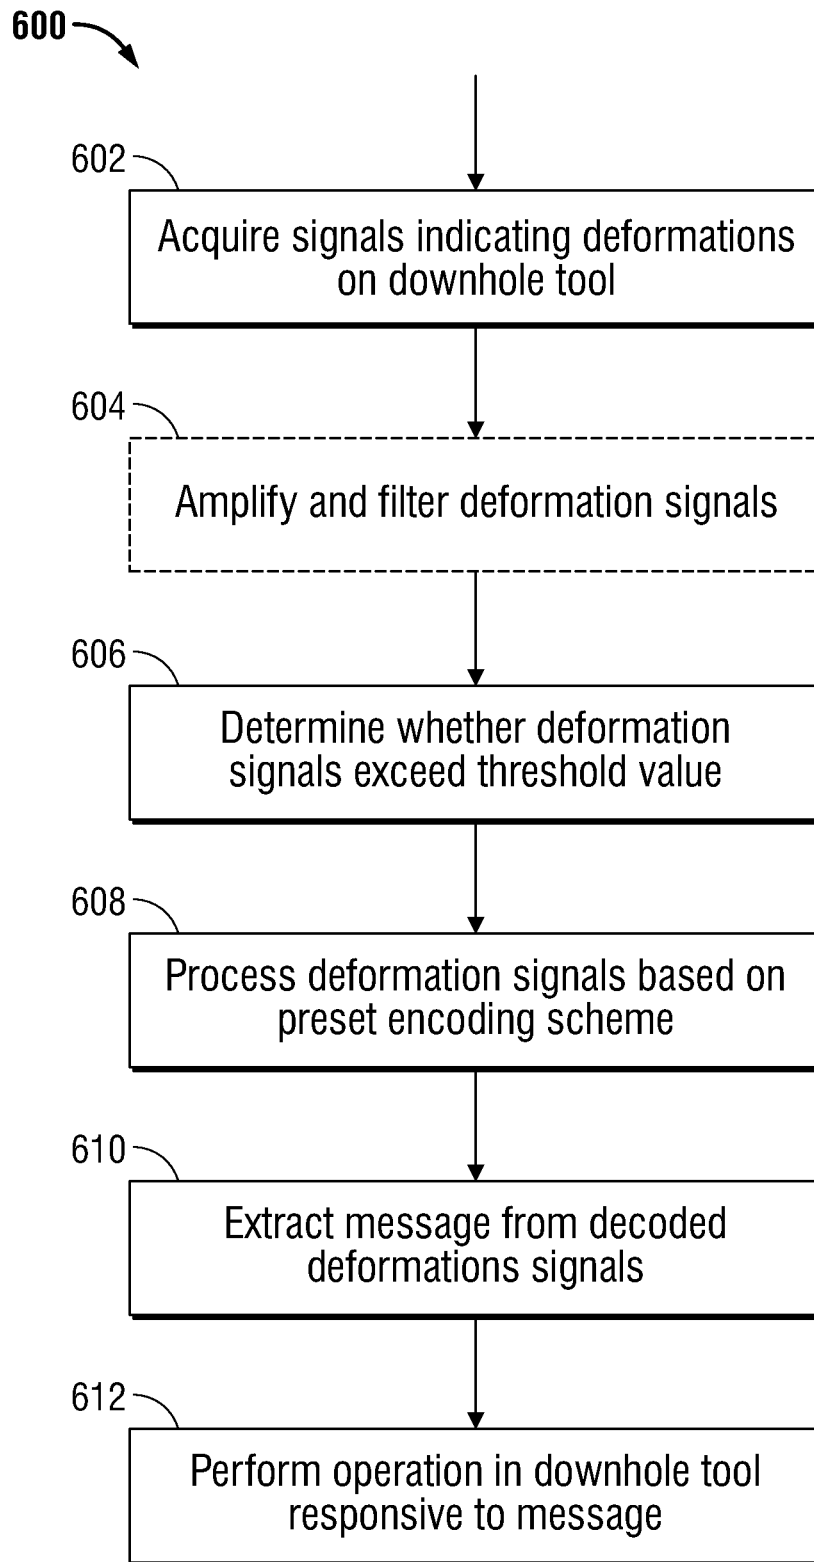 600
602
Acquire signals indicating deformations
on downhole tool
604
Amplify and filter deformation signals
606
Determine whether deformation
signals exceed threshold value
608
Process deformation signals based on
preset encoding scheme
610
Extract message from decoded
deformations signals
612
Perform operation in downhole tool
responsive to message